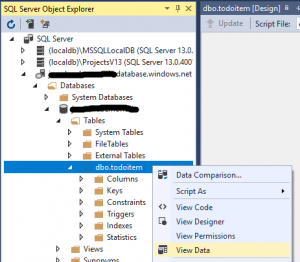 SQL Server Object Explorer
dbo.todoitem [Design]
Update
Script File:
SQL Server
(localdb)\MSSQLLocalDB (SQL Server 13.0.
(localdb)\ProjectsV13 (SQL Server 13.0.400
database.windows.net
Databases
System Databases
Tables
System Tables
FileTables
External Tables
dbo.todoitem
Columns
Keys
Constraints
Triggers
Indexes
Statistics
Views
Synonyms
Data Comparison...
Script As
View Code
View Designer
View Permissions
View Data